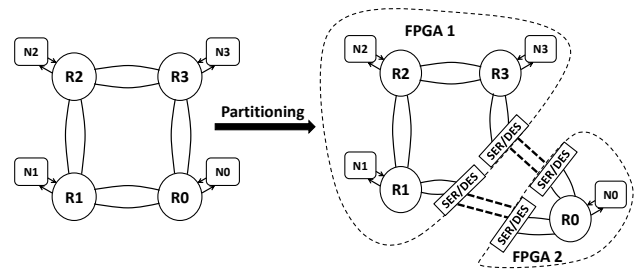 FPGA 1
N2
N3
R2
R3
Partitioning
N1
N0
R1
R0
N2
N3
R2
R3
SER/DES
SER/DES
SER/DES
SER/DES
N1
R1
N0
R0
FPGA 2